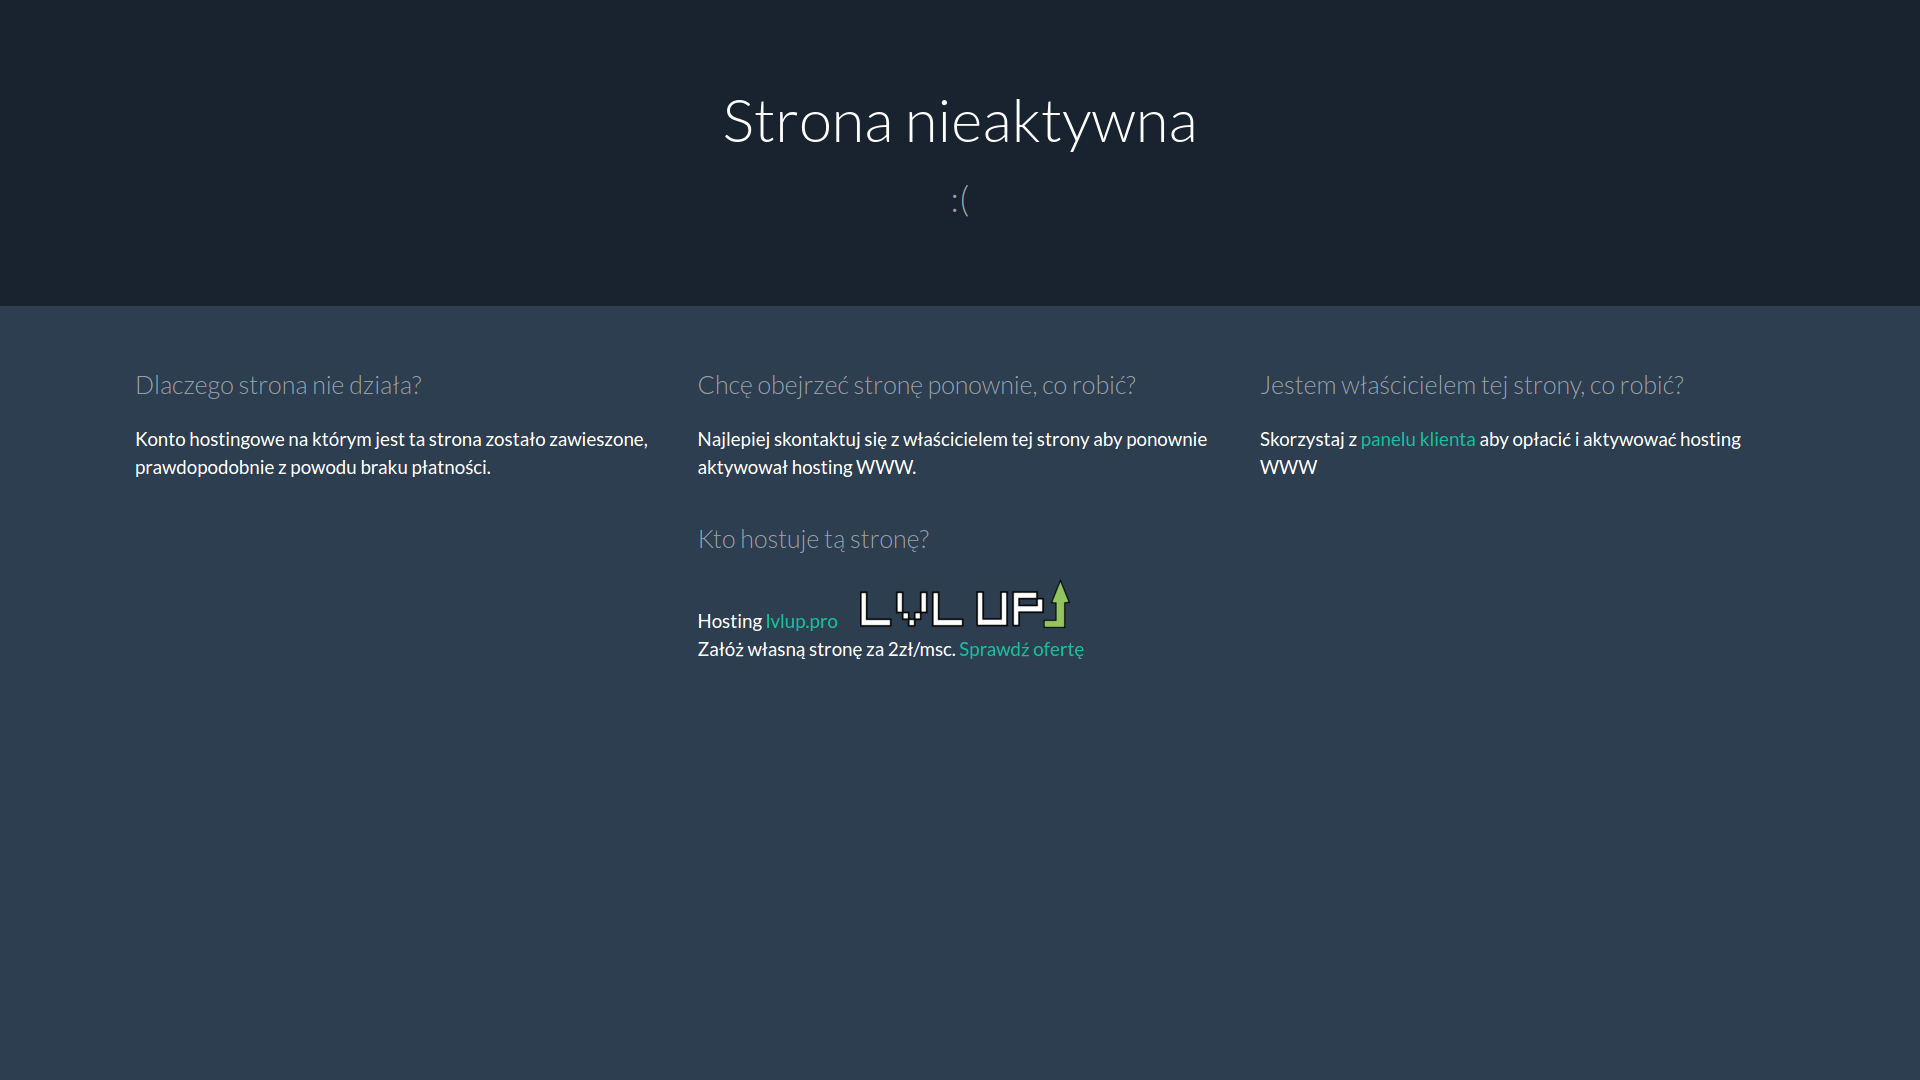 Strona nieaktywna
:(
Dlaczego strona nie działa?
Konto hostingowe na którym jest ta strona zostało zawieszone,
prawdopodobnie z powodu braku płatności.
Chcę obejrzeć stronę ponownie, co robić?
Najlepiej skontaktuj się z właścicielem tej strony aby ponownie
aktywował hosting WWW.
Jestem właścicielem tej strony, co robić?
Skorzystaj z panelu klienta aby opłacić i aktywować hosting
WWW
Kto hostuje tą stronę?
Hosting lvlup.pro LVL UP
Załóż własną stronę za 2zł/msc. Sprawdź ofertę